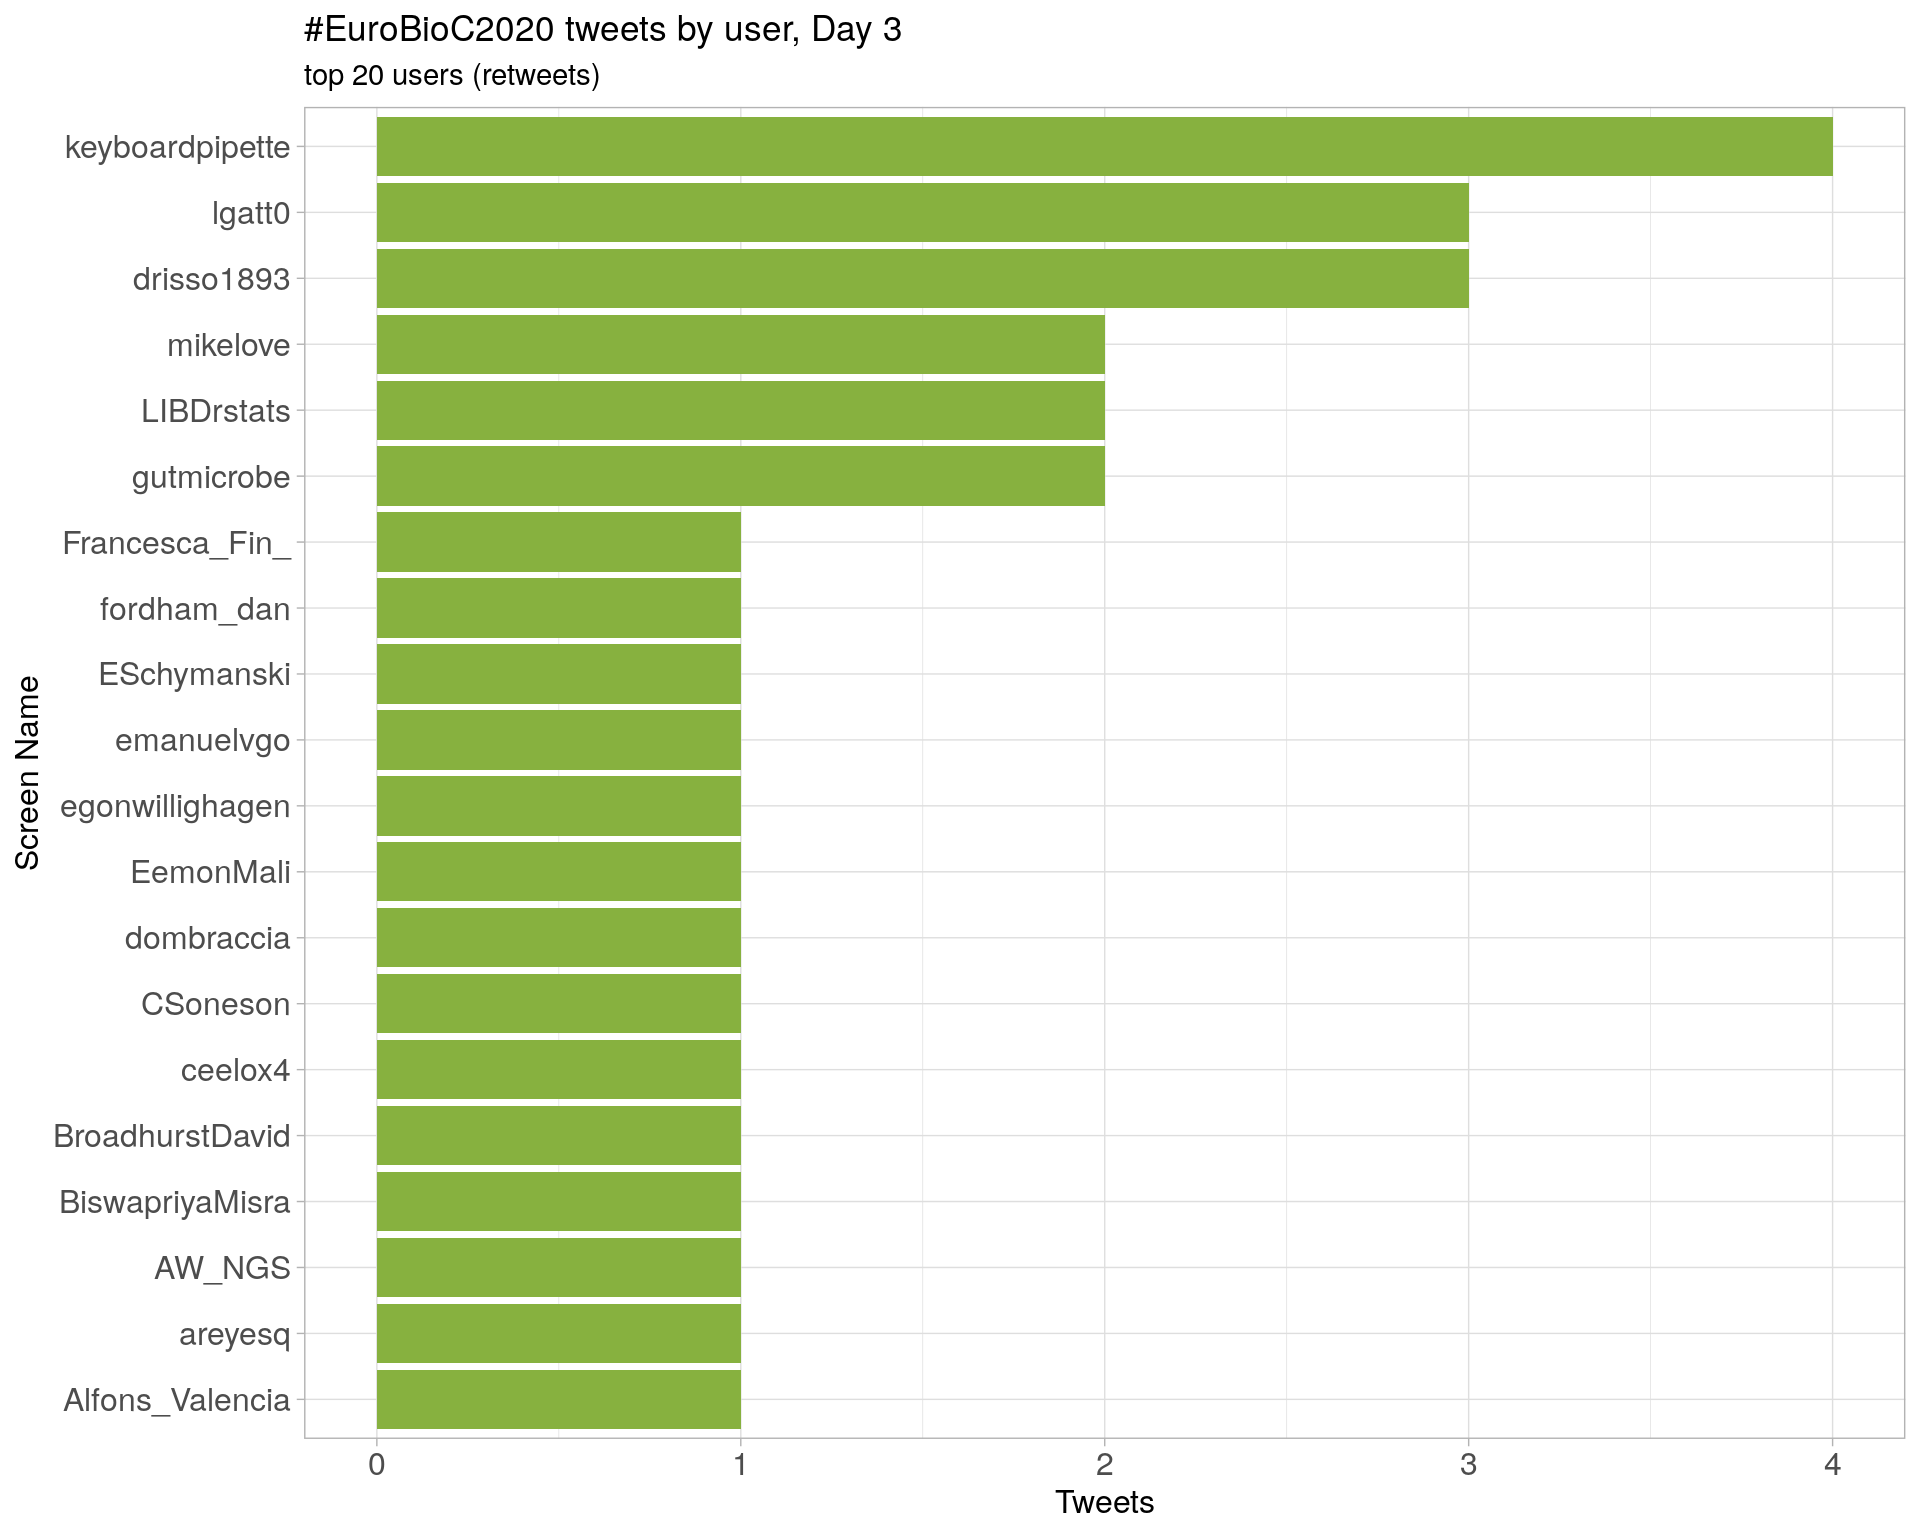 #EuroBioC2020 tweets by user, Day 3
top 20 users (retweets)
keyboardpipette
lgatt0
drisso1893
mikelove
LIBDrstats
gutmicrobe
Francesca_Fin_
fordham_dan
ESchymanski
emanuelvgo
egonwillighagen
EemonMali
dombraccia
CSoneson
ceelox4
BroadhurstDavid
BiswapriyaMisra
AW_NGS
areyesq
Alfons_Valencia
Screen Name
0 1 2 3 4
Tweets